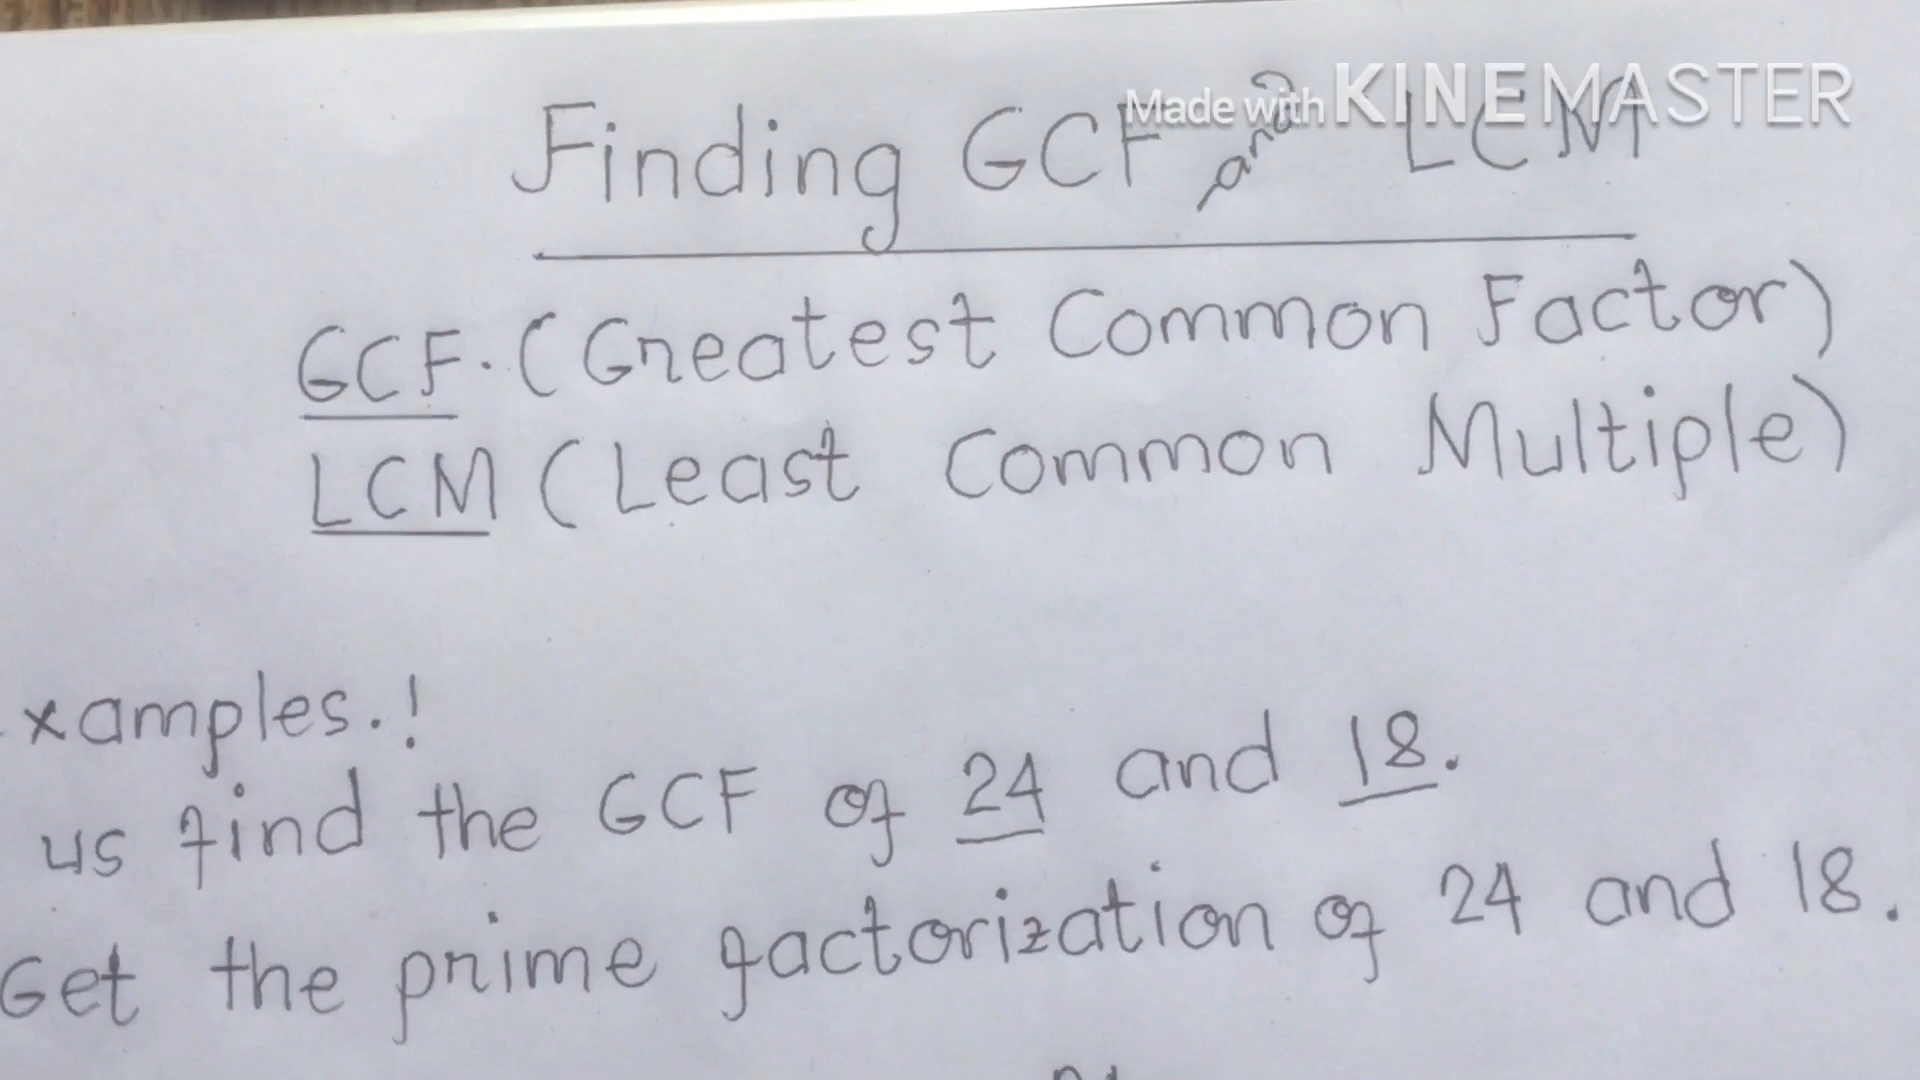 Made with KINEMASTER
Finding GCF and LCM
GCF. (Greatest Common Factor)
LCM (Least Common Multiple)
xamples.!
us find the GCF of 24 and 18.
Get the prime factorization of 24 and 18.